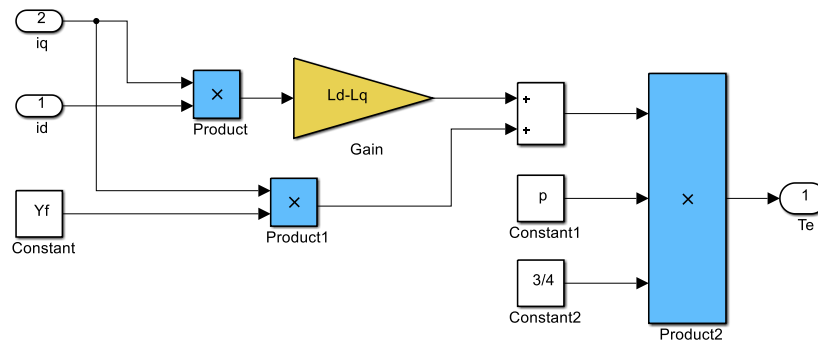 2
iq
1
id
×
Product
Ld-Lq
Gain
+
+
Yf
Constant
×
Product1
p
Constant1
3/4
Constant2
×
Product2
1
Te